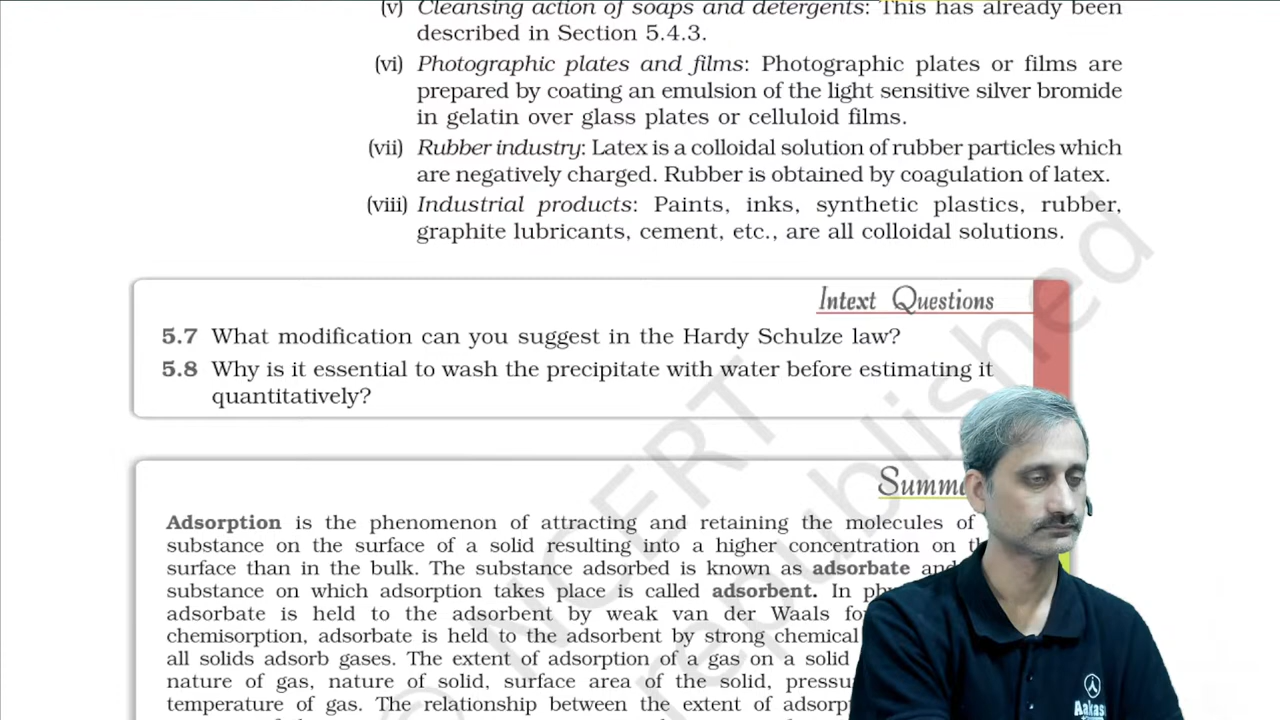 (v) Cleansing action of soaps and detergents: This has already been
described in Section 5.4.3.
(vi) Photographic plates and films: Photographic plates or films are
prepared by coating an emulsion of the light sensitive silver bromide
in gelatin over glass plates or celluloid films.
(vii) Rubber industry: Latex is a colloidal solution of rubber particles which
are negatively charged. Rubber is obtained by coagulation of latex.
(viii) Industrial products: Paints, inks, synthetic plastics, rubber,
graphite lubricants, cement, etc., are all colloidal solutions.
Intext Questions
5.7 What modification can you suggest in the Hardy Schulze law?
5.8 Why is it essential to wash the precipitate with water before estimating it
quantitatively?
Summ
Adsorption is the phenomenon of attracting and retaining the molecules of
substance on the surface of a solid resulting into a higher concentration on
surface than in the bulk. The substance adsorbed is known as adsorbate and
substance on which adsorption takes place is called adsorbent. In
adsorbate is held to the adsorbent by weak van der Waals
chemisorption, adsorbate is held to the adsorbent by strong chemical
all solids adsorb gases. The extent of adsorption of a gas on a solid
nature of gas, nature of solid, surface area of the solid,
temperature of gas. The relationship between the extent of
© NCERT
republished
Aakash